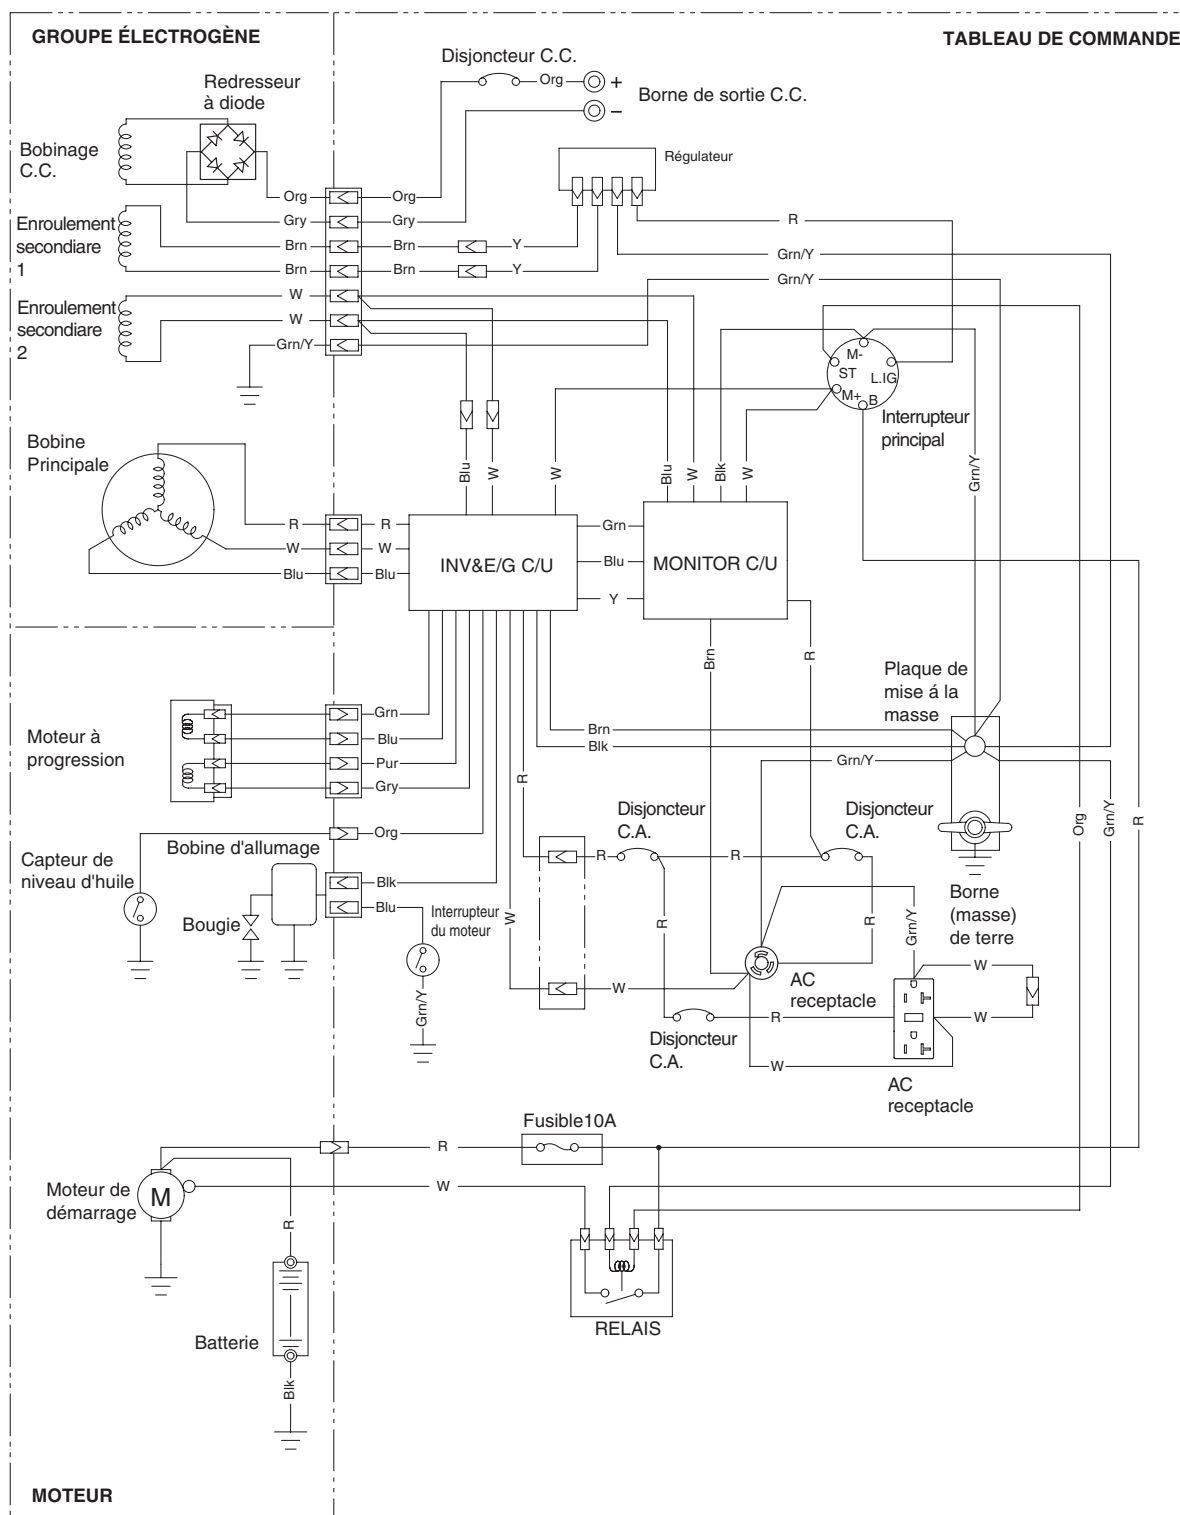 GROUPE ÉLECTROGÈNE
TABLEAU DE COMMANDE
Disjoncteur C.C.
Org
+
Borne de sortie C.C.
–
Redresseur
à diode
Bobinage
C.C.
Régulateur
Org
Org
Gry
Gry
R
Enroulement
secondiare
1
Brn
Brn
Y
Brn
Brn
Y
Grn/Y
Grn/Y
W
Enroulement
secondiare
2
W
Grn/Y
M-
ST
L.IG
M+
B
Interrupteur
principal
Bobine
Principale
Blu
W
W
Blu
W
Blk
W
Grn/Y
R
R
W
W
Blu
Blu
INV&E/G C/U
Grn
Blu
Y
MONITOR C/U
Brn
R
Plaque de
mise á la
masse
Moteur à
progression
Grn
Blu
Pur
Gry
Brn
Blk
Grn/Y
R
Org
Grn/Y
R
Disjoncteur
C.A.
Disjoncteur
C.A.
Org
Capteur de
niveau d'huile
Bobine d'allumage
R
R
Blk
Blu
Bougie
Interrupteur
du moteur
W
R
R
Grn/Y
Borne
(masse)
de terre
Grn/Y
W
AC
receptacle
W
W
R
Disjoncteur
C.A.
W
AC
receptacle
Fusible10A
R
Moteur de
démarrage
M
W
R
Batterie
RELAIS
Blk
MOTEUR